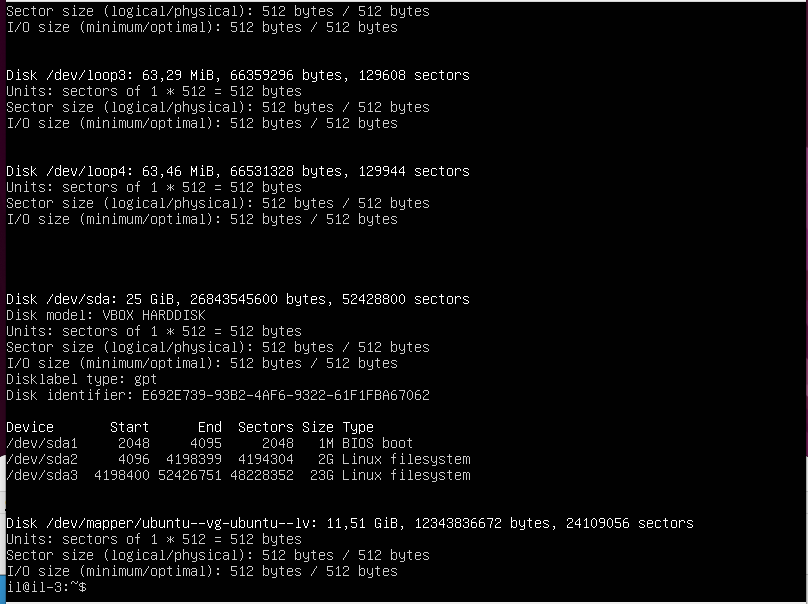 Sector size (logical/physical): 512 bytes / 512 bytes
I/O size (minimum/optimal): 512 bytes / 512 bytes
Disk /dev/loop3: 63,29 MiB, 66359296 bytes, 129608 sectors
Units: sectors of 1 * 512 = 512 bytes
Sector size (logical/physical): 512 bytes / 512 bytes
I/O size (minimum/optimal): 512 bytes / 512 bytes
Disk /dev/loop4: 63,46 MiB, 66531328 bytes, 129944 sectors
Units: sectors of 1 * 512 = 512 bytes
Sector size (logical/physical): 512 bytes / 512 bytes
I/O size (minimum/optimal): 512 bytes / 512 bytes
Disk /dev/sda: 25 GiB, 26843545600 bytes, 52428800 sectors
Disk model: VBOX HARDDISK
Units: sectors of 1 * 512 = 512 bytes
Sector size (logical/physical): 512 bytes / 512 bytes
I/O size (minimum/optimal): 512 bytes / 512 bytes
Disklabel type: gpt
Disk identifier: E692E739-93B2-4AF6-9322-61F1FBA67062
Device Start End Sectors Size Type
/dev/sda1 2048 4095 2048 1M BIOS boot
/dev/sda2 4096 4198399 4194304 2G Linux filesystem
/dev/sda3 4198400 52426751 48228352 23G Linux filesystem
Disk /dev/mapper/ubuntu--vg-ubuntu--lv: 11,51 GiB, 12343836672 bytes, 24109056 sectors
Units: sectors of 1 * 512 = 512 bytes
Sector size (logical/physical): 512 bytes / 512 bytes
I/O size (minimum/optimal): 512 bytes / 512 bytes
il@il-3:~$